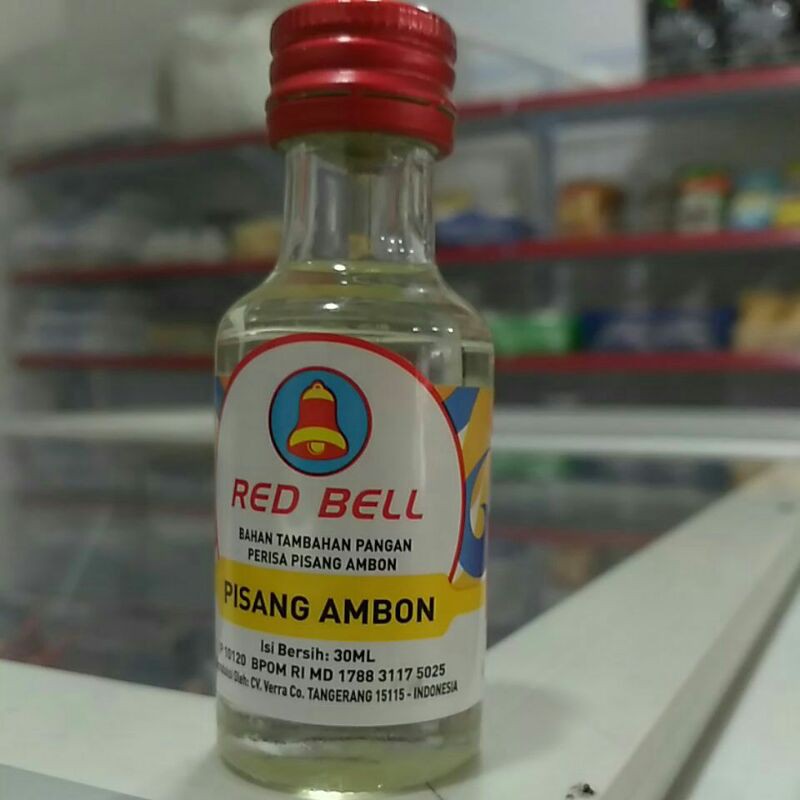 RED BELL
BAHAN TAMBAHAN PANGAN
PERISA PISANG AMBON
PISANG AMBON
Isi Bersih: 30ML
10120 BPOM RI MD 1788 3117 5025
Oleh: CV. Verra Co. TANGERANG 15115 - INDONESIA